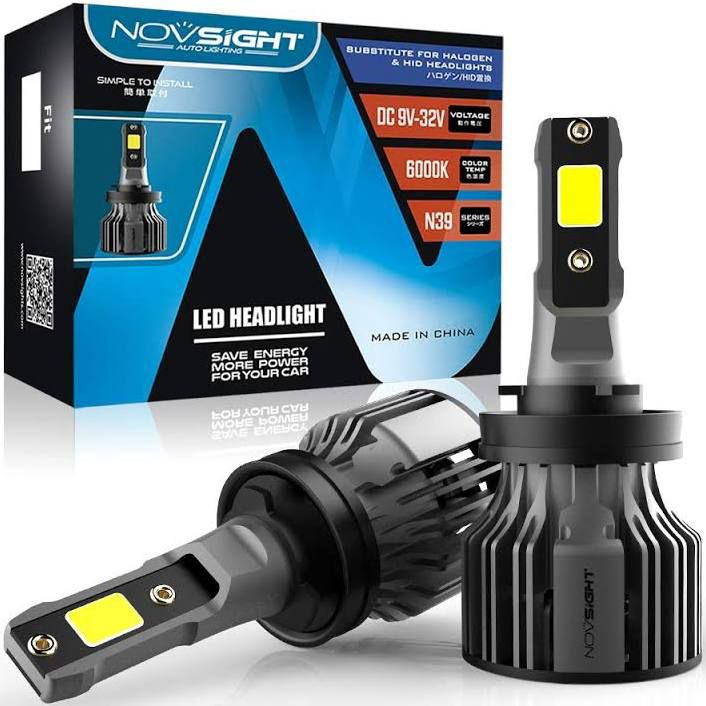 NOVSIGHT
AUTO LIGHTING
SIMPLE TO INSTALL
簡単取付
Fit
www.novsights.com
SUBSTITUTE FOR HALOGEN
& HID HEADLIGHTS
ハロゲン/HID置換
DC 9V-32V VOLTAGE
動作電圧
6000K COLOR
TEMP
色温度
N39 SERIES
シリーズ
LED HEADLIGHT
SAVE ENERGY
MORE POWER
FOR YOUR CAR
MADE IN CHINA
NOVSIGHT